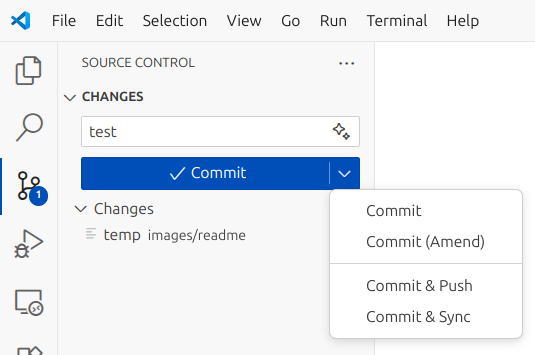 File Edit Selection View Go Run Terminal Help
SOURCE CONTROL
CHANGES
test
Commit
1
Changes
temp images/readme
Commit
Commit (Amend)
Commit & Push
Commit & Sync